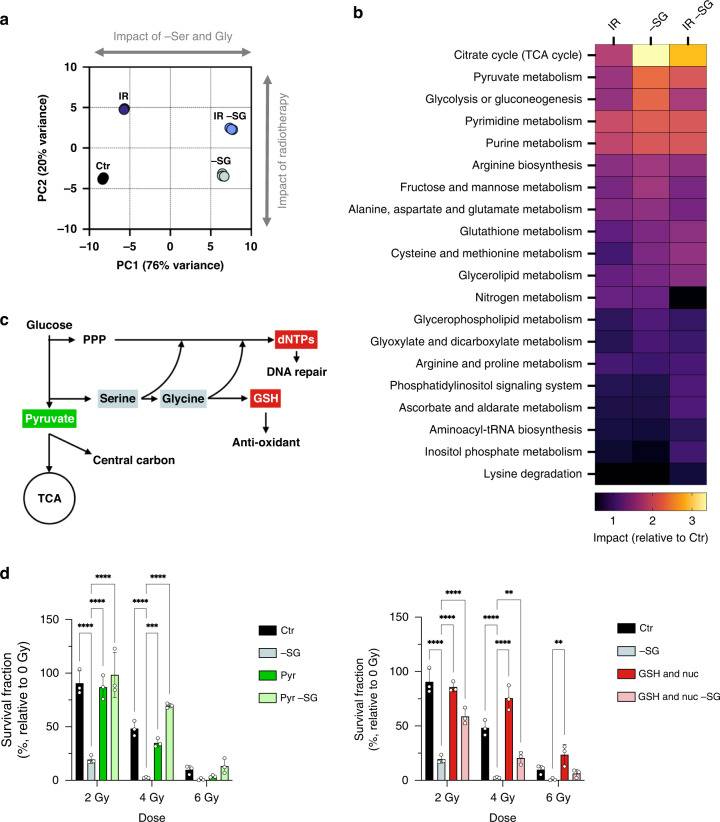 a
Impact of –Ser and Gly
10
5
0
–5
–10
PC2 (20% variance)
IR
IR –SG
Ctr
–SG
–10
–5
0
5
10
PC1 (76% variance)
Impact of radiotherapy
b
IR
–SG
IR –SG
Citrate cycle (TCA cycle)
Pyruvate metabolism
Glycolysis or gluconeogenesis
Pyrimidine metabolism
Purine metabolism
Arginine biosynthesis
Fructose and mannose metabolism
Alanine, aspartate and glutamate metabolism
Glutathione metabolism
Cysteine and methionine metabolism
Glycerolipid metabolism
Nitrogen metabolism
Glycerophospholipid metabolism
Glyoxylate and dicarboxylate metabolism
Arginine and proline metabolism
Phosphatidylinositol signaling system
Ascorbate and aldarate metabolism
Aminoacyl-tRNA biosynthesis
Inositol phosphate metabolism
Lysine degradation
1
2
3
Impact (relative to Ctr)
c
Glucose
PPP
dNTPs
DNA repair
Serine
Glycine
GSH
Pyruvate
Anti-oxidant
Central carbon
TCA
d
Survival fraction
(%, relative to 0 Gy)
150
100
50
0
****
****
****
****
***
****
2 Gy
4 Gy
6 Gy
Dose
Ctr
–SG
Pyr
Pyr –SG
Survival fraction
(%, relative to 0 Gy)
150
100
50
0
****
****
****
**
****
****
**
2 Gy
4 Gy
6 Gy
Dose
Ctr
–SG
GSH and nuc
GSH and nuc –SG